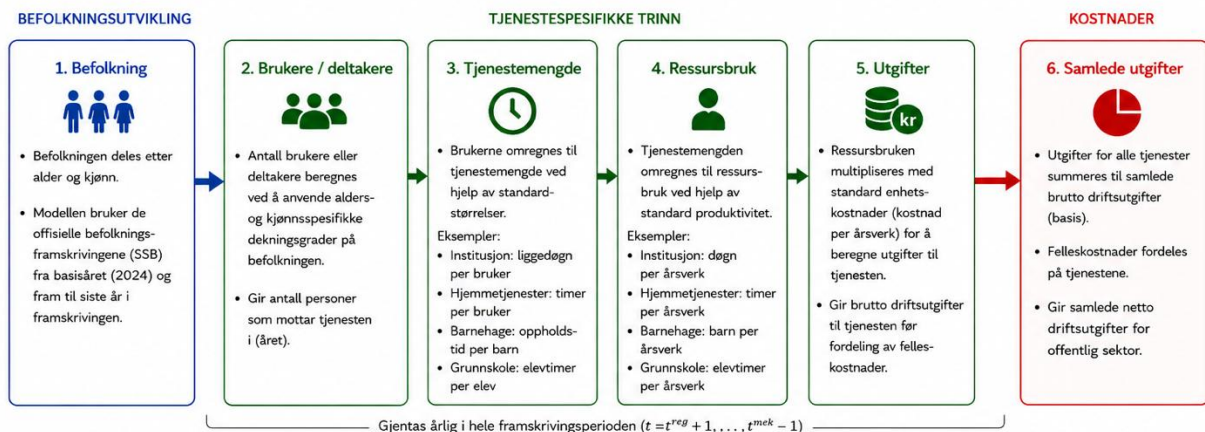 BEFOLKNINGSUTVIKLING
TJENESTESPESIFIKKE TRINN
KOSTNADER
1. Befolkning
• Befolkningen deles etter
alder og kjønn.
• Modellen bruker de
offisielle befolknings-
framskrivingene (SSB)
fra basisåret (2024) og
fram til siste år i
framskrivingen.
2. Brukere / deltakere
• Antall brukere eller
deltakere beregnes
ved å anvende alders-
og kjønnsspesifikke
dekningsgrader på
befolkningen.
• Gir antall personer
som mottar tjenesten
i (året).
3. Tjenestemengde
• Brukerne omregnes til
tjenestemengde ved
hjelp av standard-
størrelser.
Eksempler:
• Institusjon: liggedøgn
per bruker
• Hjemmetjenester: timer
per bruker
• Barnehage: oppholds-
tid per barn
• Grunnskole: elevtimer
per elev
4. Ressursbruk
• Tjenestemengden
omregnes til ressurs-
bruk ved hjelp av
standard produktivitet.
Eksempler:
• Institusjon: døgn
per årsverk
• Hjemmetjenester: timer
per årsverk
• Barnehage: barn per
årsverk
• Grunnskole: elevtimer
per årsverk
5. Utgifter
kr
• Ressursbruken
multipliseres med
standard enhets-
kostnader (kostnad
per årsverk) for å
beregne utgifter til
tjenesten.
• Gir brutto driftsutgifter
til tjenesten før
fordeling av felles-
kostnader.
6. Samlede utgifter
• Utgifter for alle tjenester
summeres til samlede
brutto driftsutgifter
(basis).
• Felleskostnader fordeles
på tjenestene.
• Gir samlede netto
driftsutgifter for
offentlig sektor.
Gjentas årlig i hele framskrivingsperioden (t =t^reg + 1, . . . , t^mek − 1)